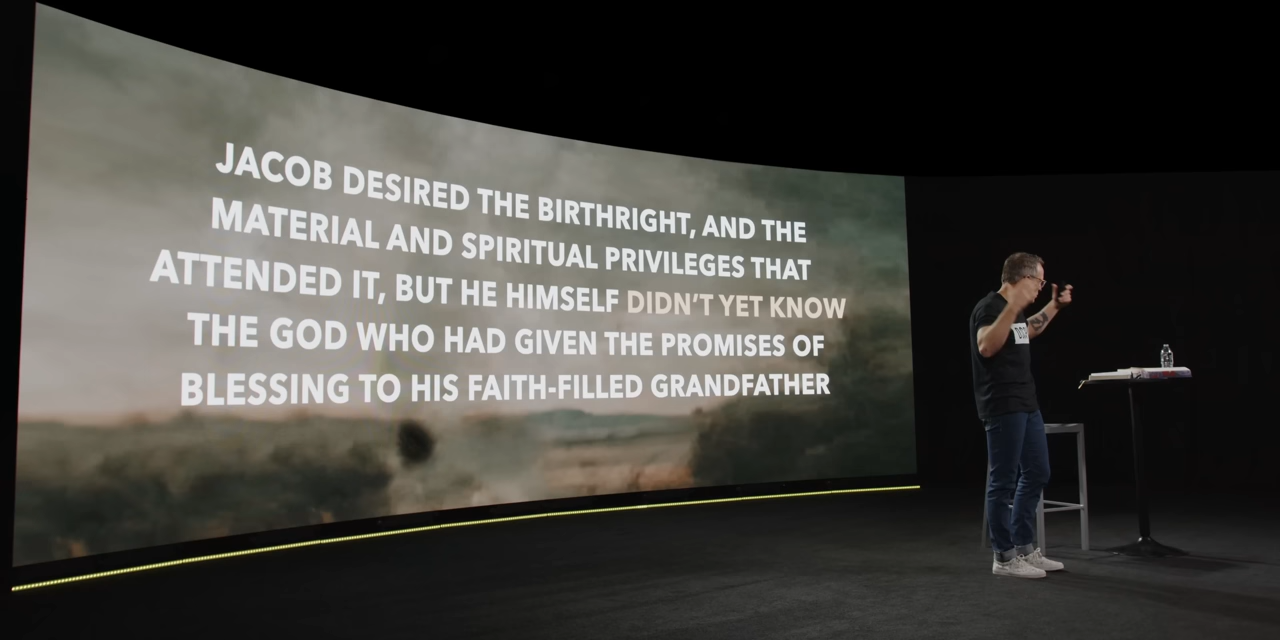 JACOB DESIRED THE BIRTHRIGHT, AND THE
MATERIAL AND SPIRITUAL PRIVILEGES THAT
ATTENDED IT, BUT HE HIMSELF DIDN'T YET KNOW
THE GOD WHO HAD GIVEN THE PROMISES OF
BLESSING TO HIS FAITH-FILLED GRANDFATHER